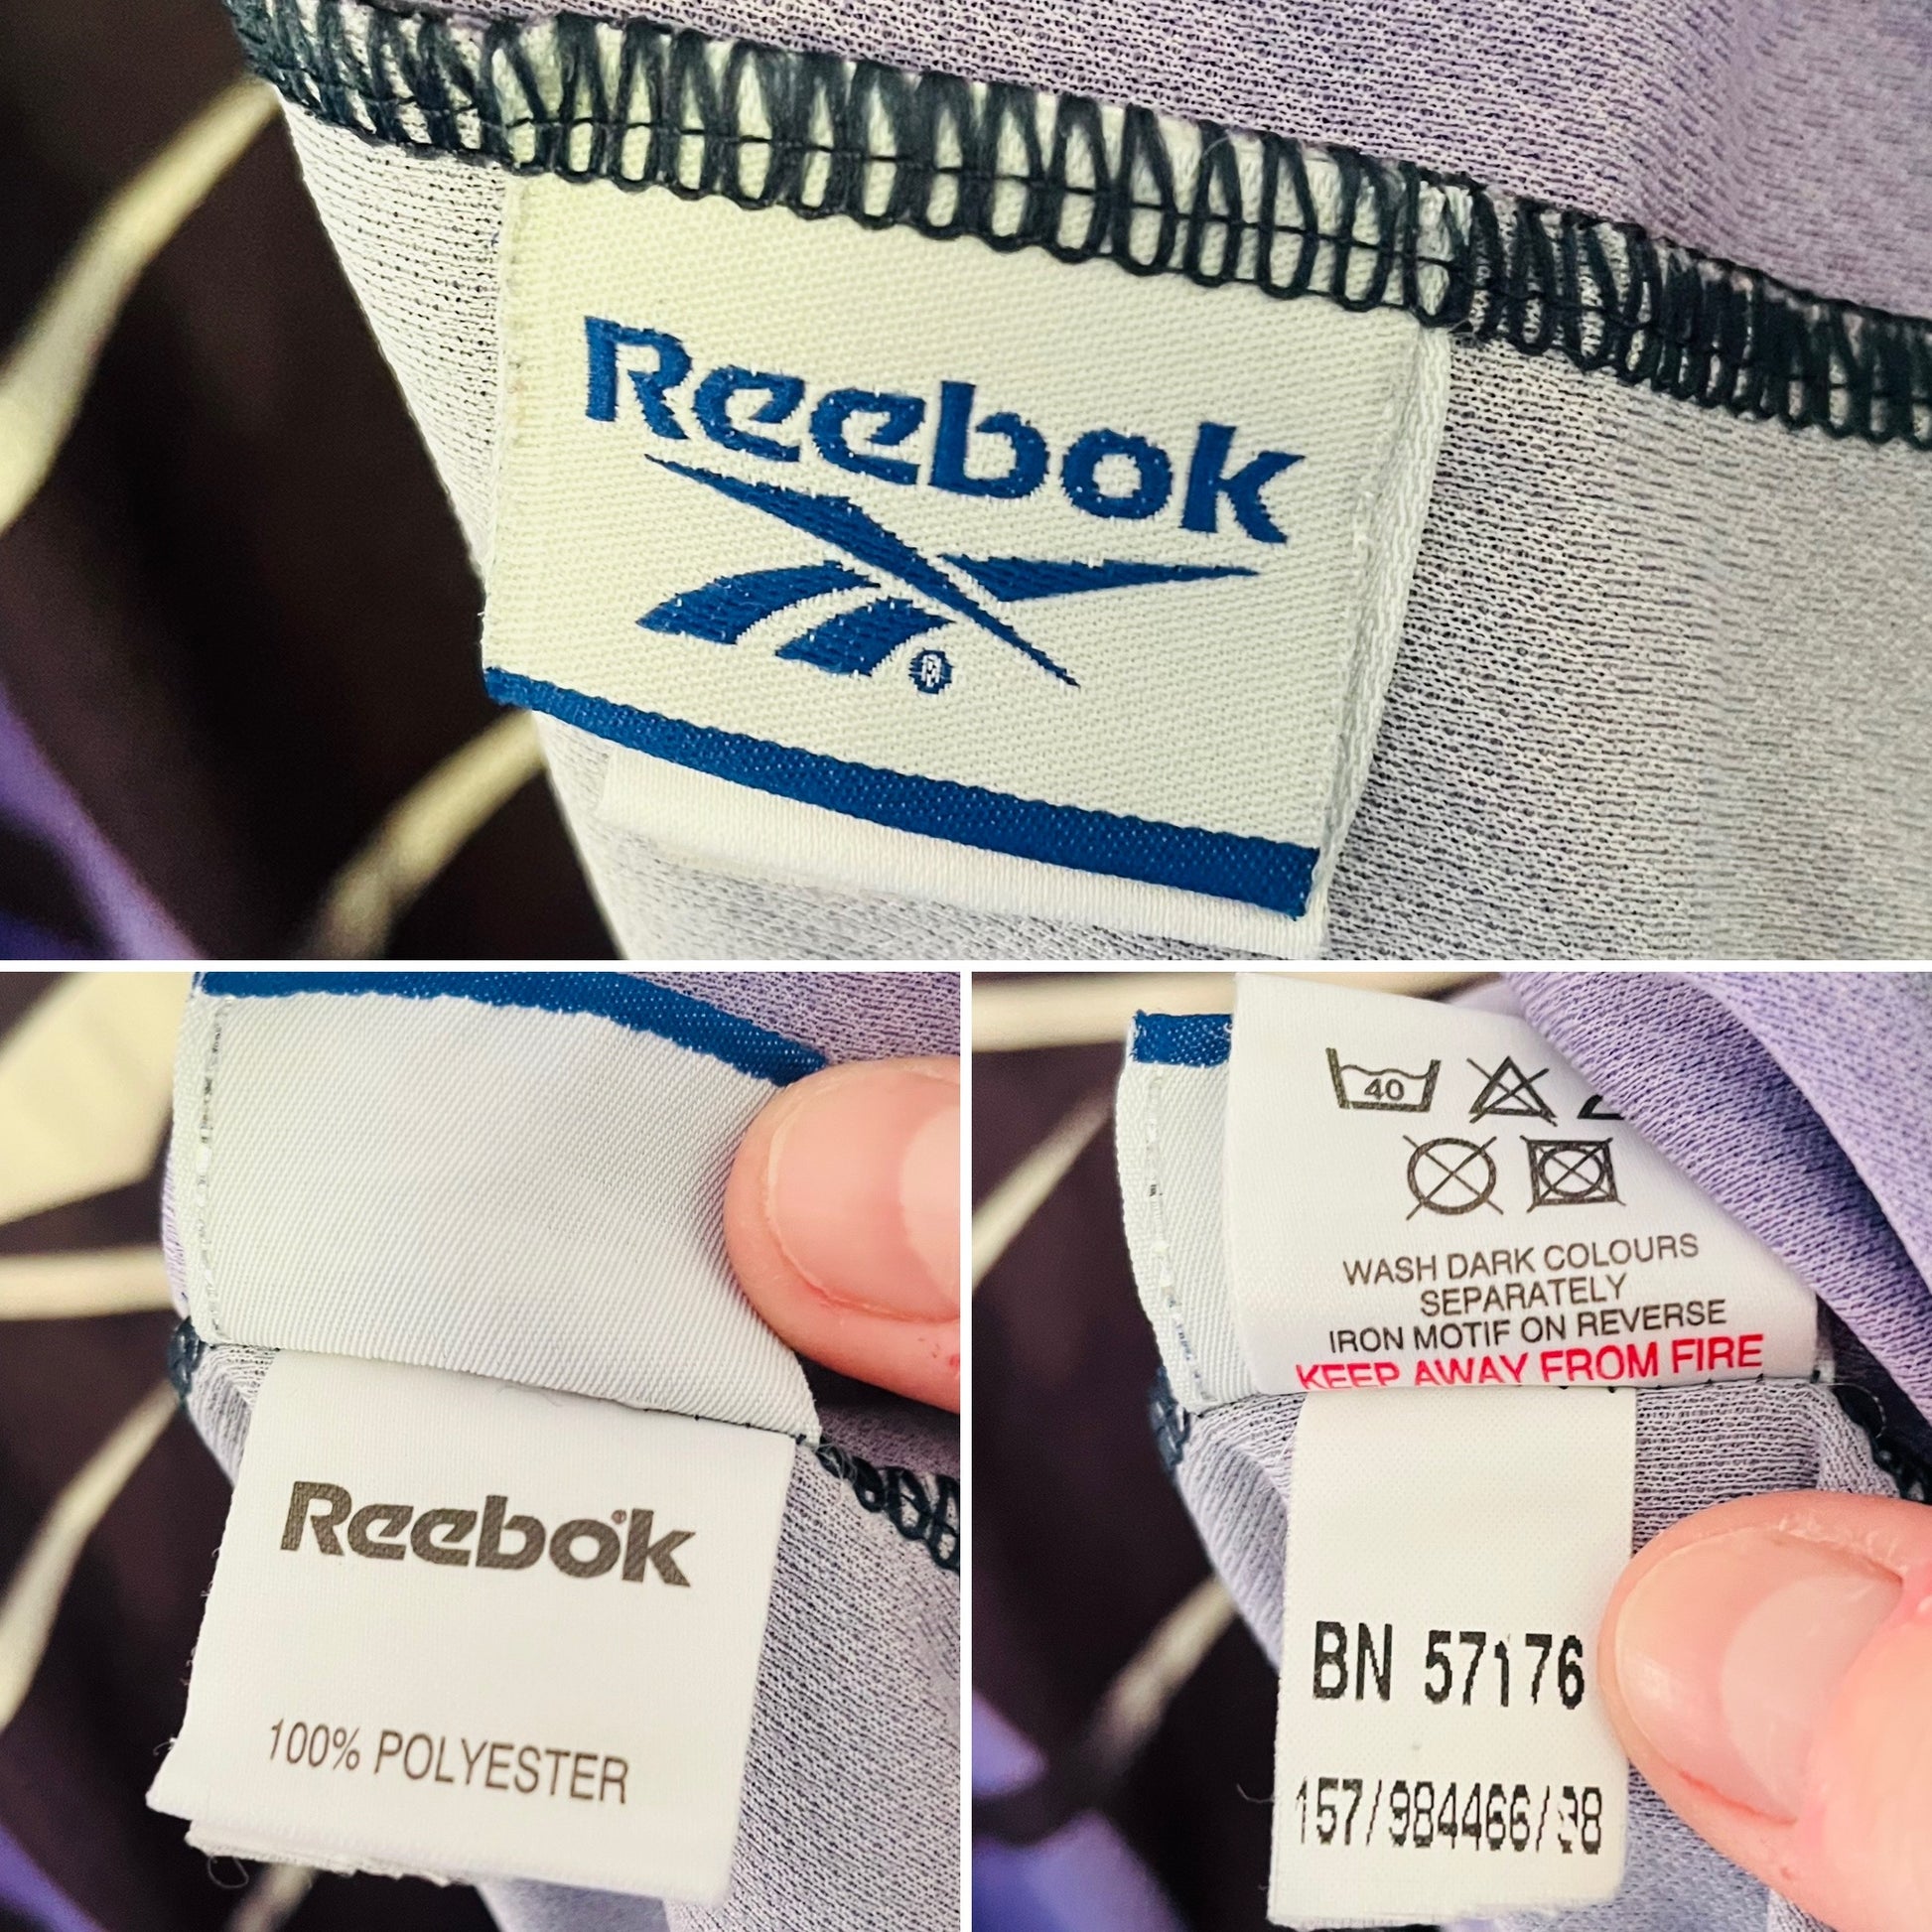 Reebok
®
Reebok
100% POLYESTER
40
WASH DARK COLOURS
SEPARATELY
IRON MOTIF ON REVERSE
KEEP AWAY FROM FIRE
BN 57176
157/984466/98